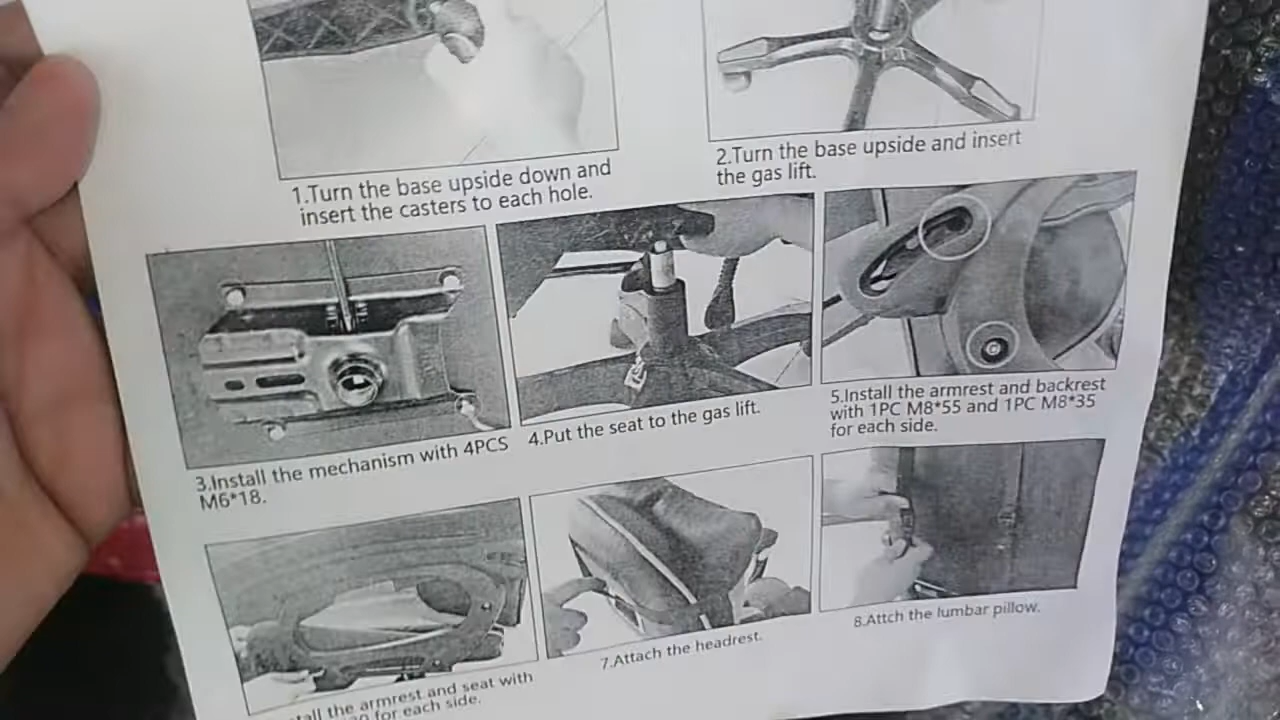 1.Turn the base upside down and
insert the casters to each hole.
2.Turn the base upside and insert
the gas lift.
3.Install the mechanism with 4PCS
M6*18.
4.Put the seat to the gas lift.
5.Install the armrest and backrest
with 1PC M8*55 and 1PC M8*35
for each side.
the armrest and seat with
for each side.
7.Attach the headrest.
8.Attch the lumbar pillow.